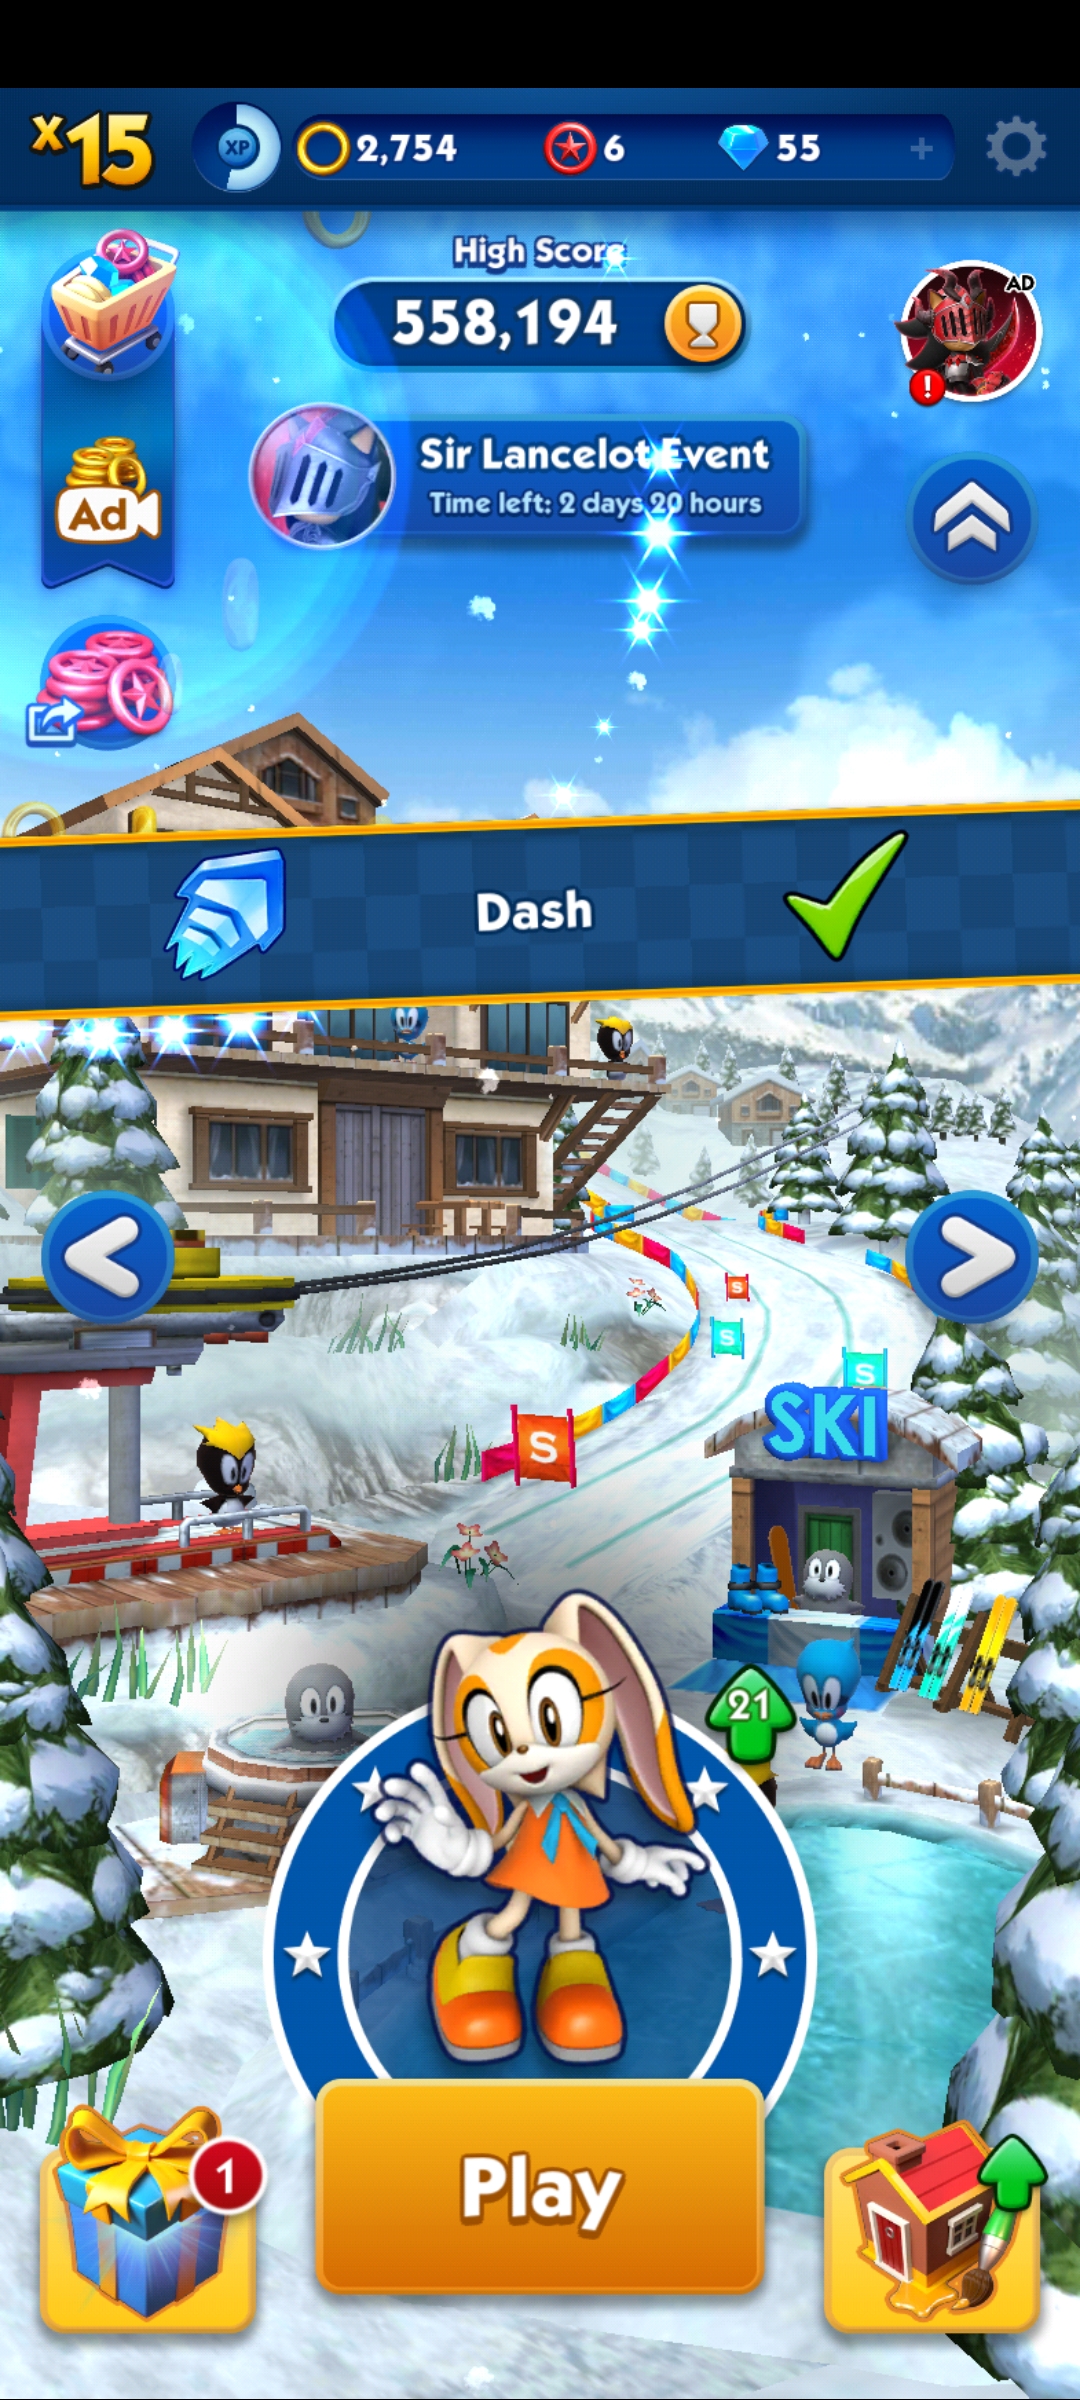 x15
XP
2,754
6
55
+
High Score
558,194
AD
!
Sir Lancelot Event
Time left: 2 days 20 hours
Ad
Dash
S
S
S
SKI
S
21
Play
1